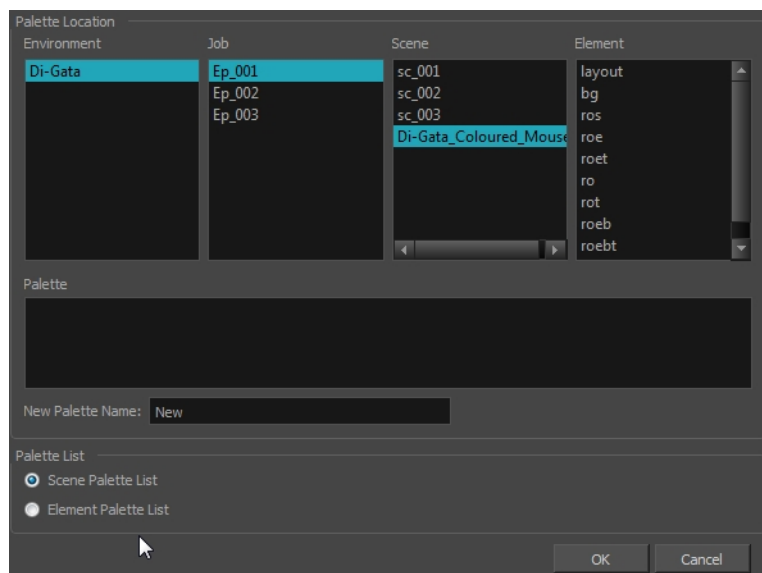 Palette Location
Environment Job Scene Element
Di-Gata Ep_001 sc_001 layout
Ep_002 sc_002 bg
Ep_003 sc_003 ros
Di-Gata_Coloured_Mouse roe
roet
ro
rot
roeb
roebt
Palette
New Palette Name: New
Palette List
Scene Palette List
Element Palette List
OK Cancel